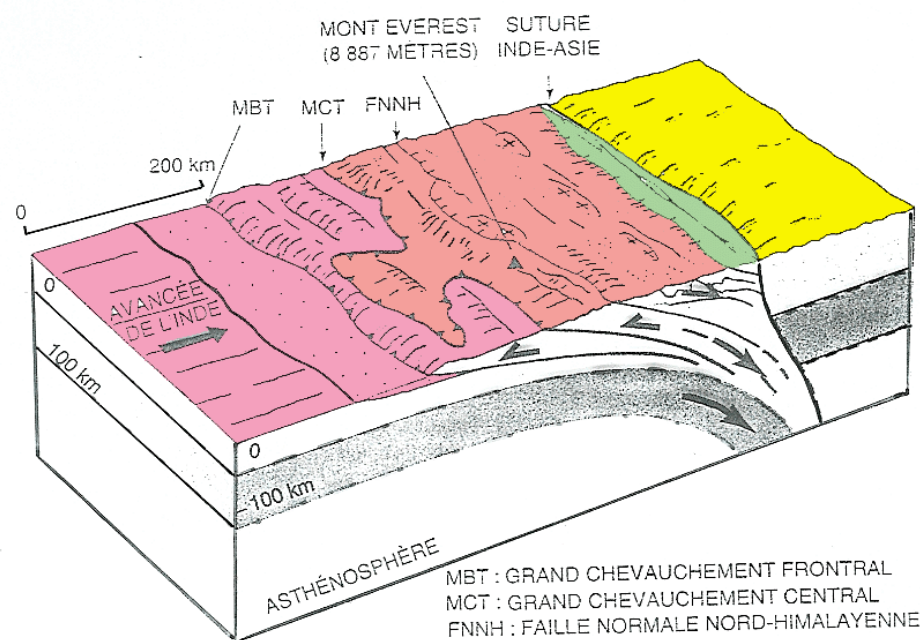 MONT EVEREST
(8 887 MÈTRES)
SUTURE
INDE-ASIE
MBT
MCT
FNNH
200 km
0
0
AVANCÉE
DE L'INDE
100 km
0
100 km
ASTHÉNOSPHÈRE
MBT : GRAND CHEVAUCHEMENT FRONTRAL
MCT : GRAND CHEVAUCHEMENT CENTRAL
FNNH : FAILLE NORMALE NORD-HIMALAYENNE